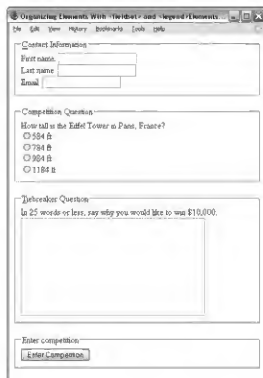 Organizing Elements With <fieldset> and <legend>Elements...
File Edit View History Bookmarks Tools Help
Contact Information
First name
Last name
Email
Competition Question
How tall is the Eiffel Tower in Paris, France?
584 ft
784 ft
984 ft
1184 ft
Tiebreaker Question
In 25 words or less, say why you would like to win $10,000.
Enter competition
Enter Competition